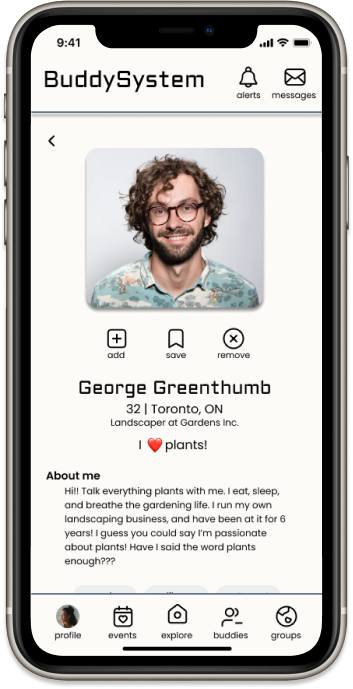 9:41
BuddySystem
alerts
messages
add
save
remove
George Greenthumb
32 | Toronto, ON
Landscaper at Gardens Inc.
I ❤️ plants!
About me
Hi!! Talk everything plants with me. I eat, sleep,
and breathe the gardening life. I run my own
landscaping business, and have been at it for 6
years! I guess you could say I'm passionate
about plants! Have I said the word plants
enough???
profile
events
explore
buddies
groups